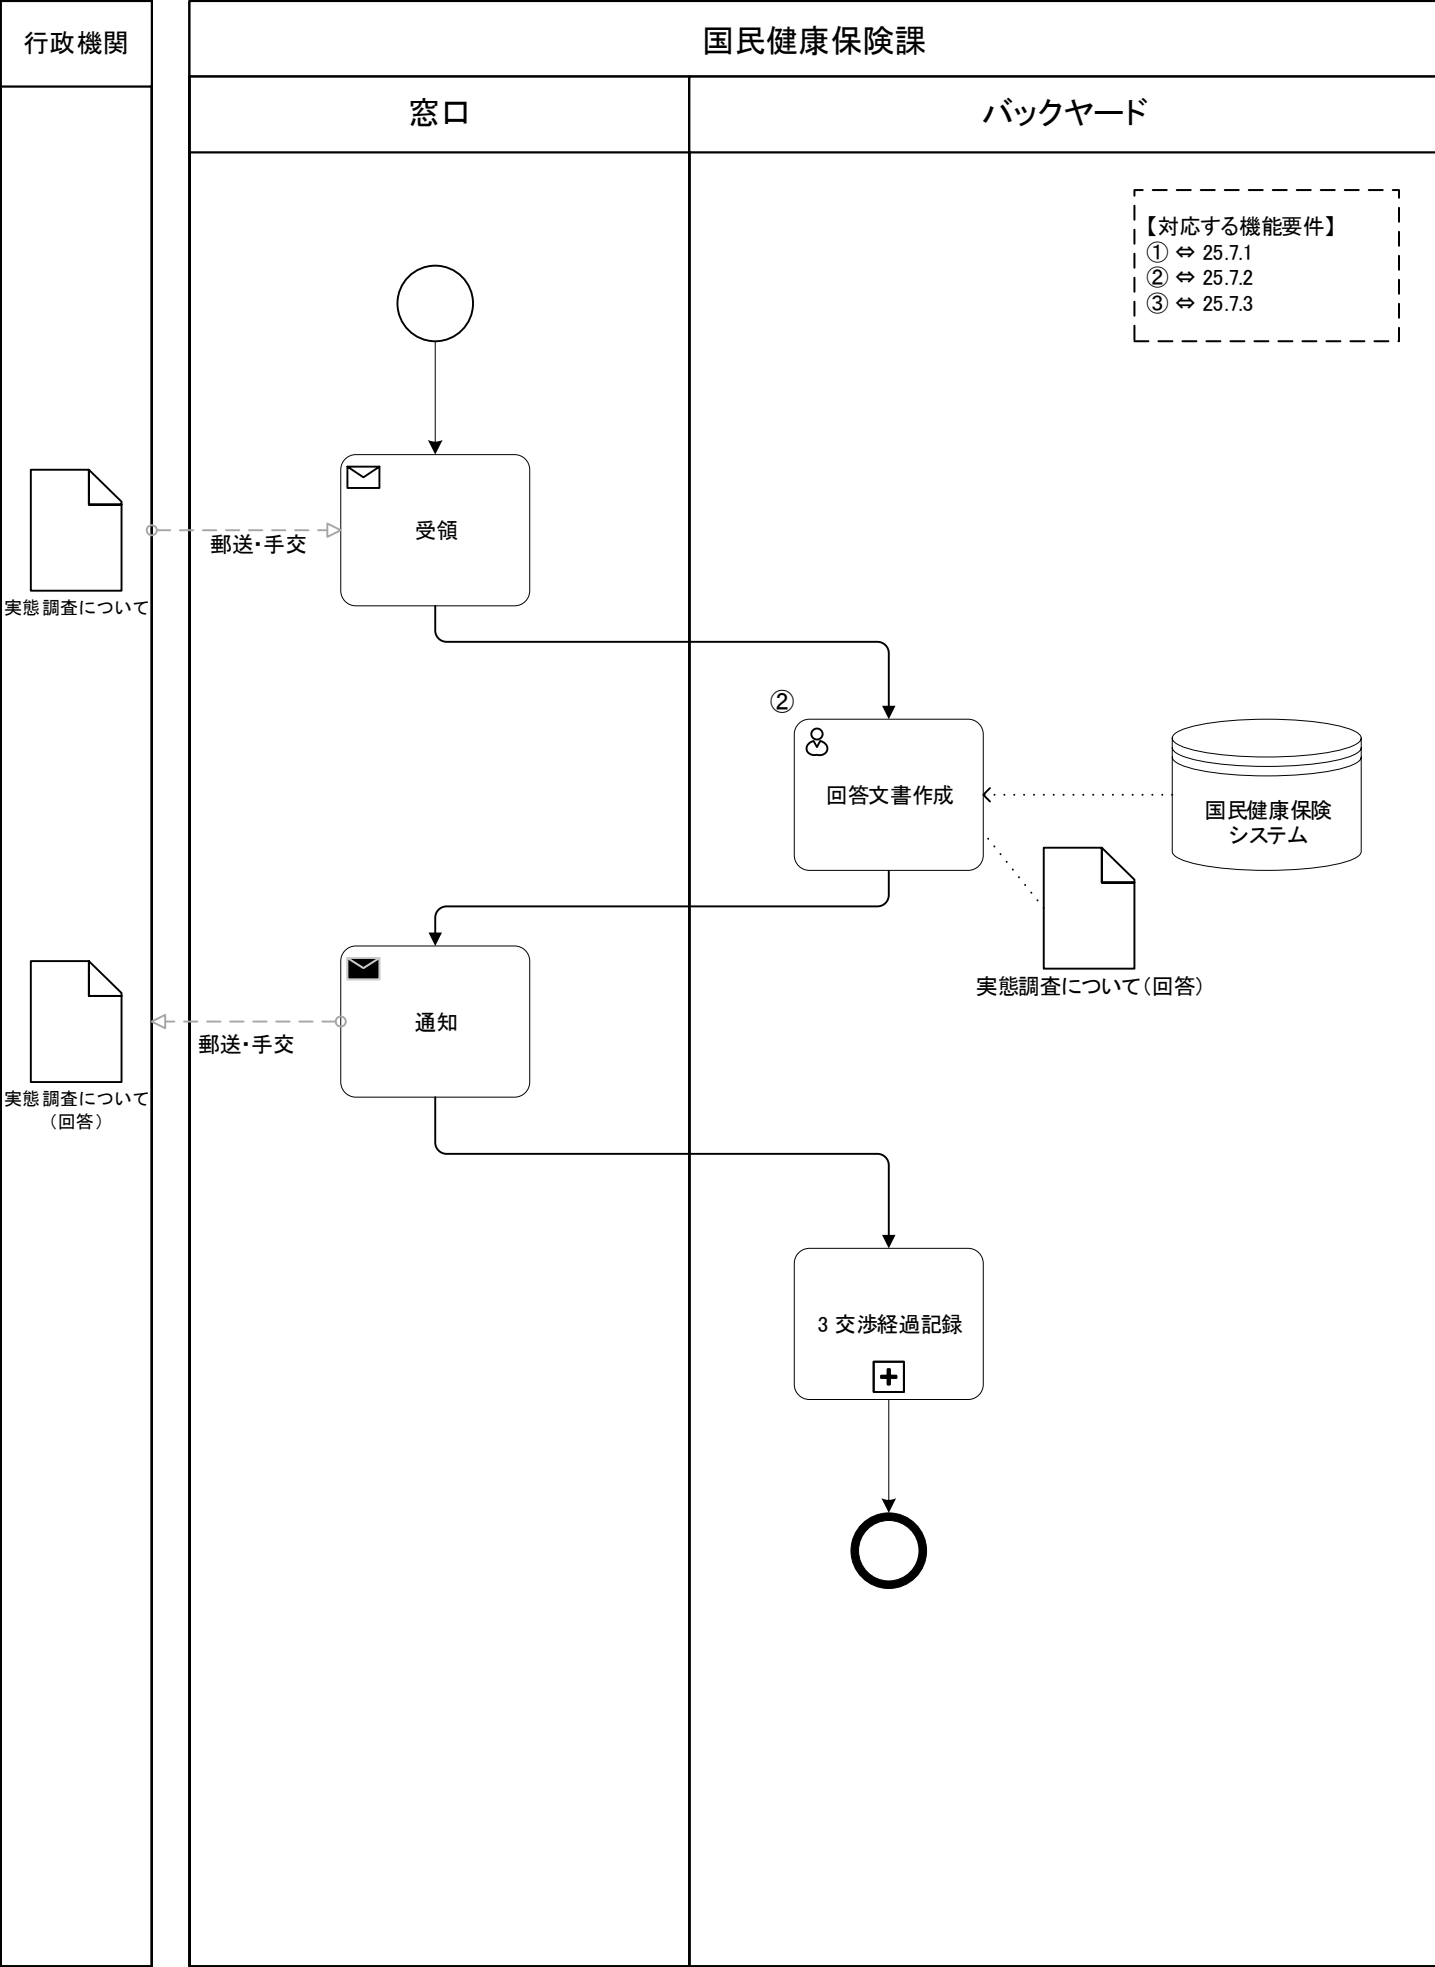 行政機関
国民健康保険課
窓口
バックヤード
【対応する機能要件】
① ⇔ 25.7.1
② ⇔ 25.7.2
③ ⇔ 25.7.3
受領
郵送・手交
実態調査について
②
回答文書作成
国民健康保険
システム
実態調査について（回答）
通知
郵送・手交
実態調査について
（回答）
3 交渉経過記録